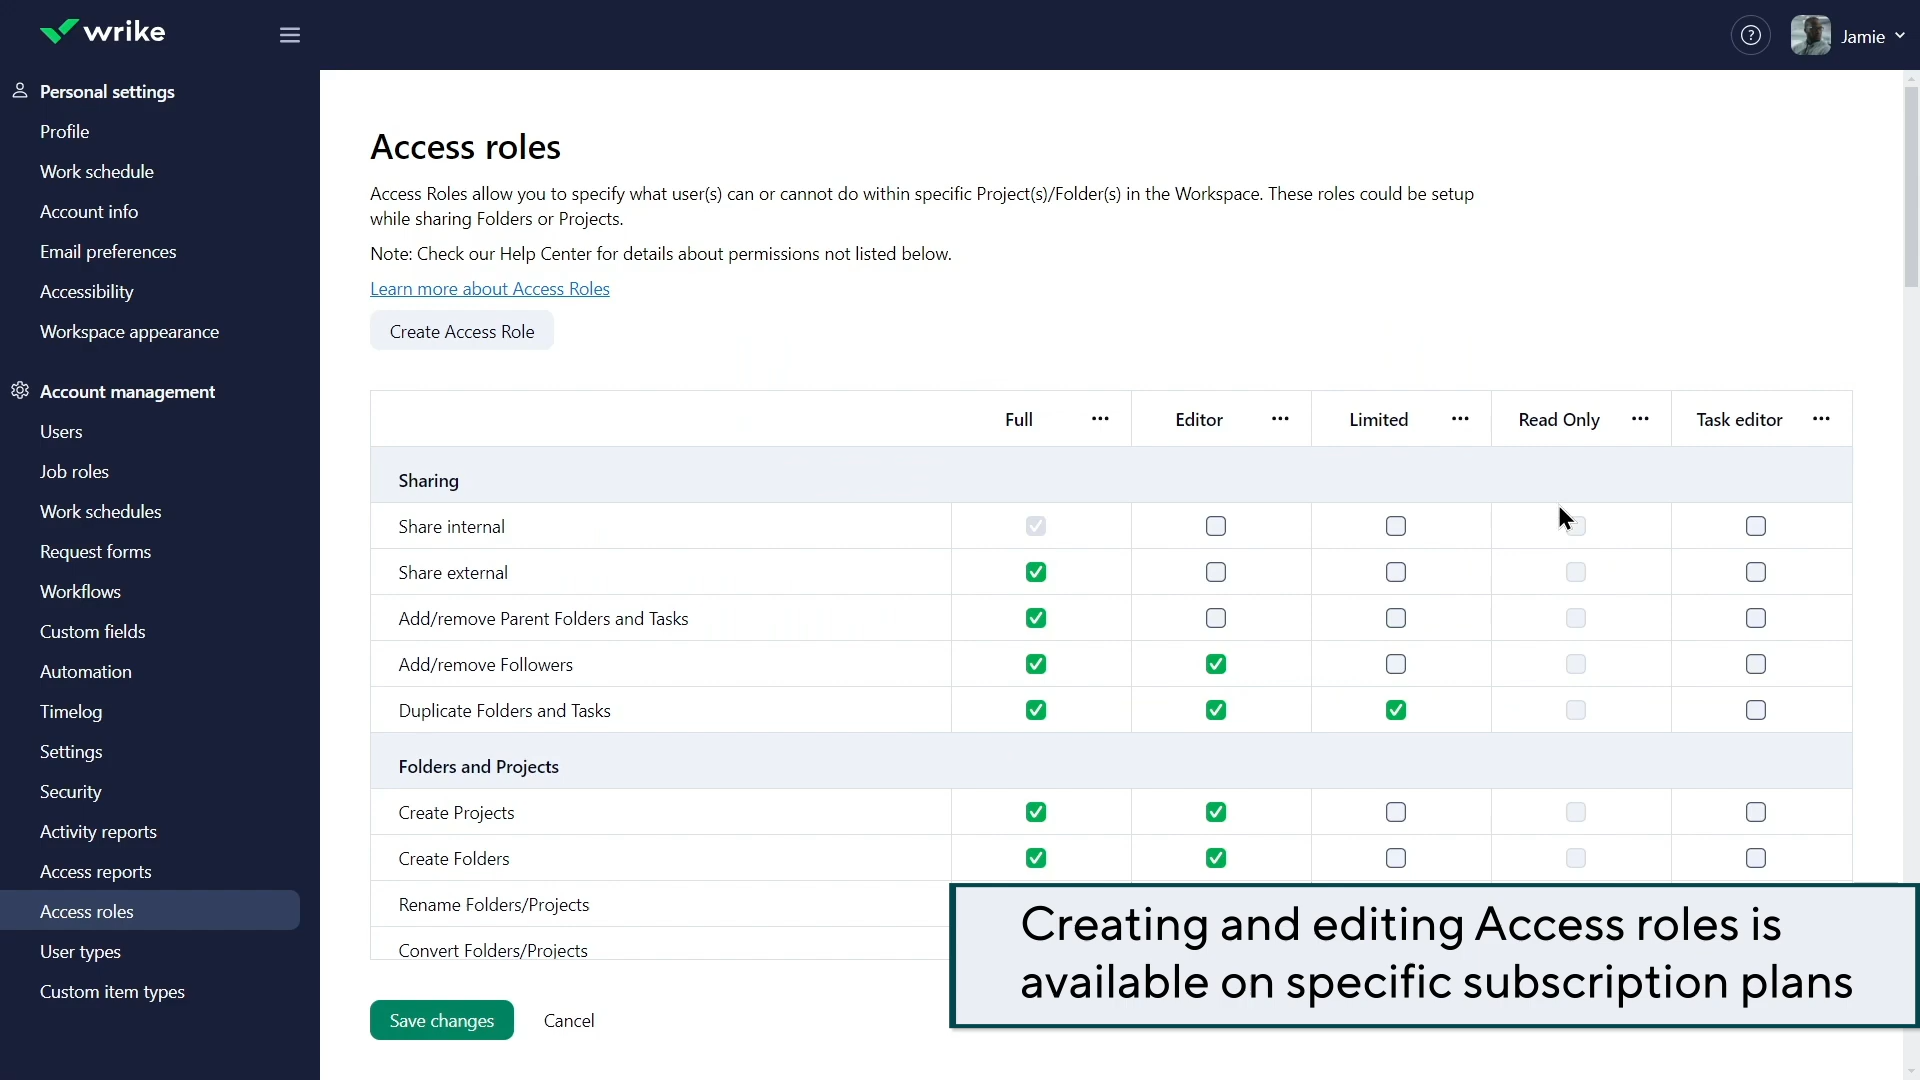 wrike
Jamie
Personal settings
Profile
Work schedule
Account info
Email preferences
Accessibility
Workspace appearance
Account management
Users
Job roles
Work schedules
Request forms
Workflows
Custom fields
Automation
Timelog
Settings
Security
Activity reports
Access reports
Access roles
User types
Custom item types
Access roles
Access Roles allow you to specify what user(s) can or cannot do within specific Project(s)/Folder(s) in the Workspace. These roles could be setup
while sharing Folders or Projects.
Note: Check our Help Center for details about permissions not listed below.
Learn more about Access Roles
Create Access Role
Full ••• Editor ••• Limited ••• Read Only ••• Task editor •••
Sharing
Share internal
Share external
Add/remove Parent Folders and Tasks
Add/remove Followers
Duplicate Folders and Tasks
Folders and Projects
Create Projects
Create Folders
Rename Folders/Projects
Convert Folders/Projects
Creating and editing Access roles is
available on specific subscription plans
Save changes Cancel